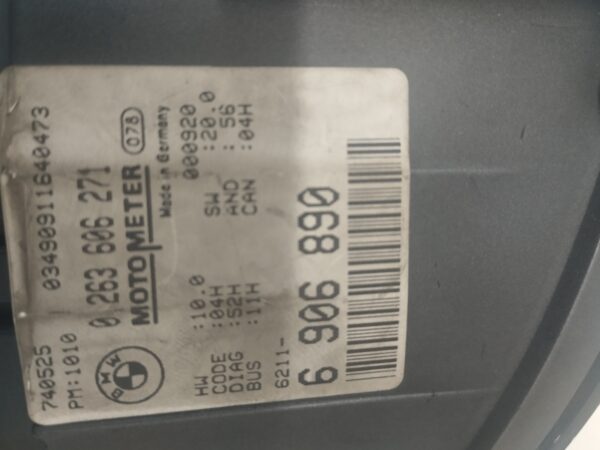 740525 03490911640473
PM:1010 0 263 606 271 078
BMW MOTOMETER Made in Germany
000920
HW :10.0 SW :20.0
CODE :04H AND : 56
DIAG :52H CAN :04H
BUS :11H
6211-
6 906 890